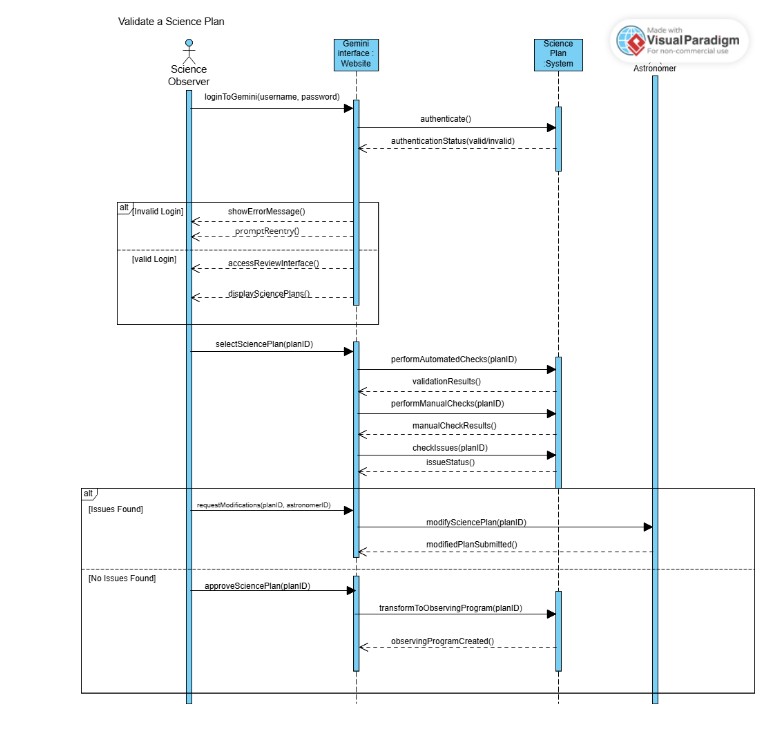 Validate a Science Plan
Made with
VisualParadigm
For non-commercial use
Science
Observer
Gemini
Interface :
Website
Science
Plan
:System
Astronomer
loginToGemini(username, password)
authenticate()
authenticationStatus(valid/invalid)
alt
[Invalid Login]
showErrorMessage()
promptReentry()
[valid Login]
accessReviewInterface()
displaySciencePlans()
selectSciencePlan(planID)
performAutomatedChecks(planID)
validationResults()
performManualChecks(planID)
manualCheckResults()
checkIssues(planID)
issueStatus()
alt
[Issues Found]
requestModifications(planID, astronomerID)
modifySciencePlan(planID)
modifiedPlanSubmitted()
[No Issues Found]
approveSciencePlan(planID)
transformToObservingProgram(planID)
observingProgramCreated()